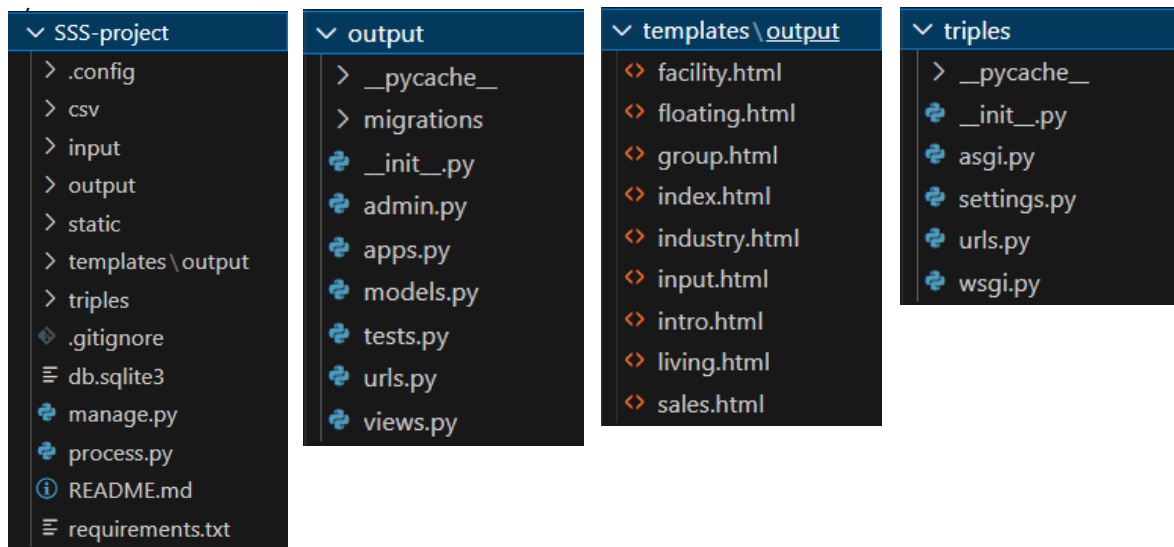 SSS-project
.config
csv
input
output
static
templates\output
triples
.gitignore
db.sqlite3
manage.py
process.py
README.md
requirements.txt
output
__pycache__
migrations
__init__.py
admin.py
apps.py
models.py
tests.py
urls.py
views.py
templates\output
facility.html
floating.html
group.html
index.html
industry.html
input.html
intro.html
living.html
sales.html
triples
__pycache__
__init__.py
asgi.py
settings.py
urls.py
wsgi.py